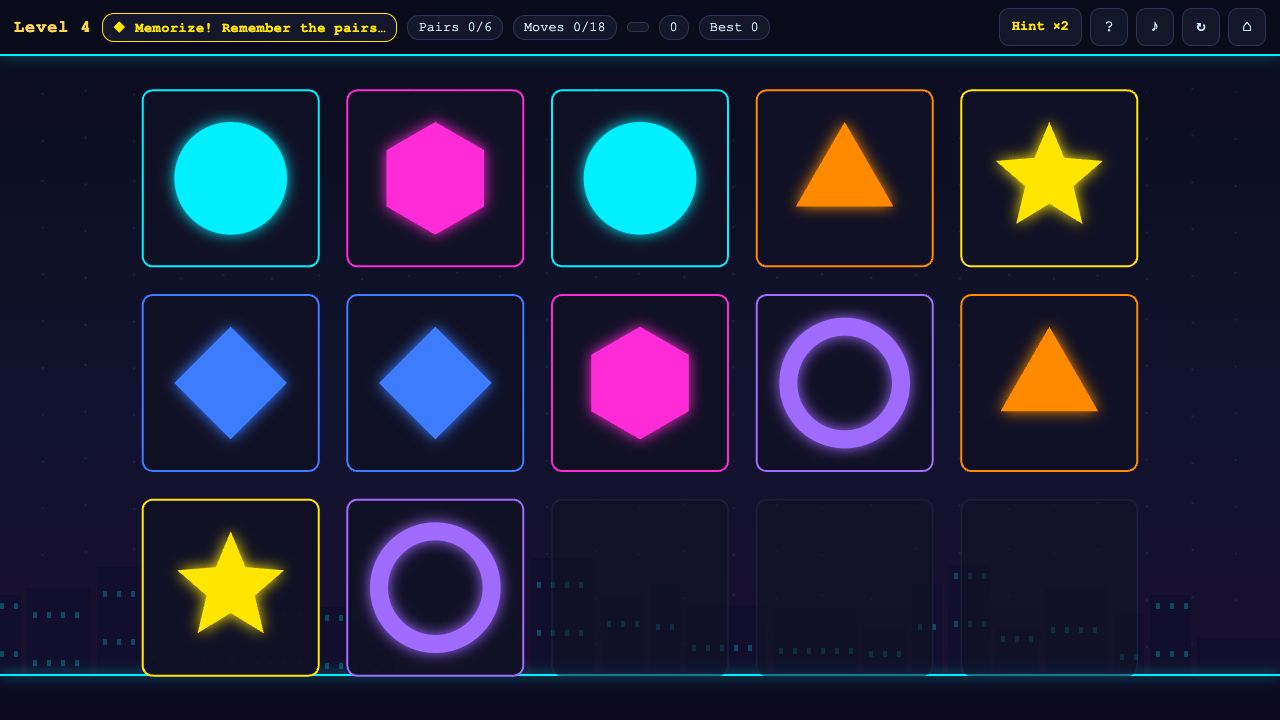 Level 4
◆ Memorize! Remember the pairs…
Pairs 0/6
Moves 0/18
0
Best 0
Hint ×2
?
♪
↻
⌂